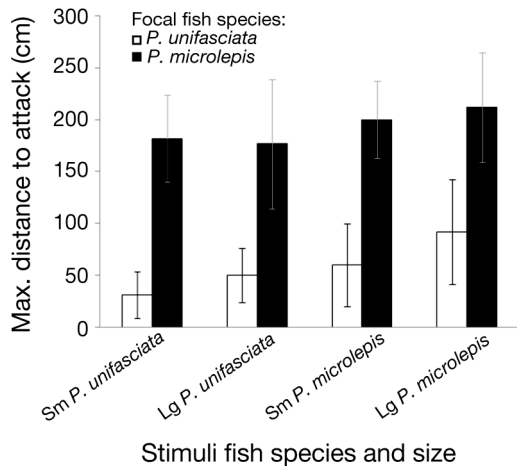 Focal fish species:
P. unifasciata
P. microlepis
Max. distance to attack (cm)
300
250
200
150
100
50
0
Sm P. unifasciata
Lg P. unifasciata
Sm P. microlepis
Lg P. microlepis
Stimuli fish species and size